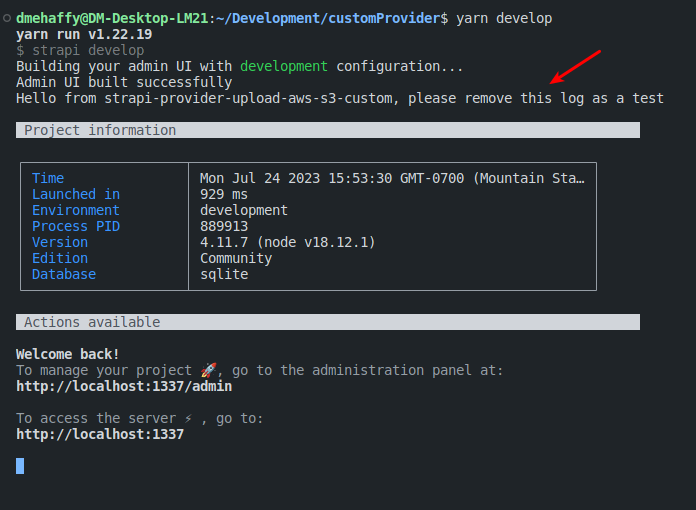 dmehaffy@DM-Desktop-LM21:~/Development/customProvider$ yarn develop
yarn run v1.22.19
$ strapi develop
Building your admin UI with development configuration...
Admin UI built successfully
Hello from strapi-provider-upload-aws-s3-custom, please remove this log as a test
Project information
Time Mon Jul 24 2023 15:53:30 GMT-0700 (Mountain Sta…
Launched in 929 ms
Environment development
Process PID 889913
Version 4.11.7 (node v18.12.1)
Edition Community
Database sqlite
Actions available
Welcome back!
To manage your project 🚀, go to the administration panel at:
http://localhost:1337/admin
To access the server ⚡ , go to:
http://localhost:1337